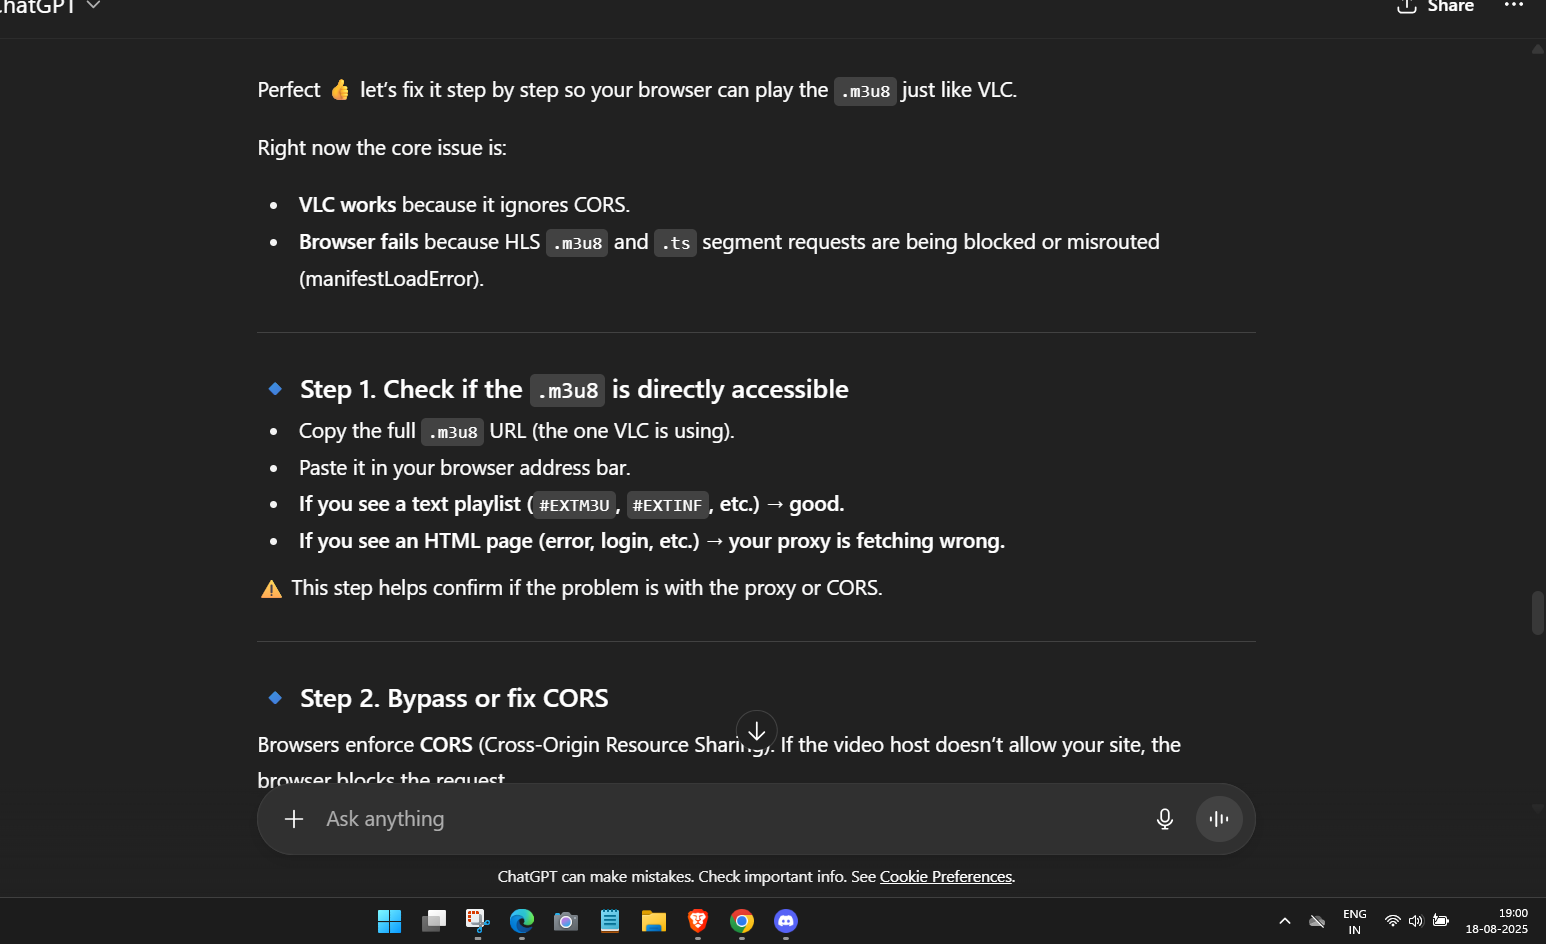 ChatGPT
Share
Perfect 👍 let’s fix it step by step so your browser can play the .m3u8 just like VLC.
Right now the core issue is:
• VLC works because it ignores CORS.
• Browser fails because HLS .m3u8 and .ts segment requests are being blocked or misrouted
(manifestLoadError).
Step 1. Check if the .m3u8 is directly accessible
• Copy the full .m3u8 URL (the one VLC is using).
• Paste it in your browser address bar.
• If you see a text playlist (#EXTM3U, #EXTINF, etc.) → good.
• If you see an HTML page (error, login, etc.) → your proxy is fetching wrong.
⚠️ This step helps confirm if the problem is with the proxy or CORS.
Step 2. Bypass or fix CORS
Browsers enforce CORS (Cross-Origin Resource Sharing). If the video host doesn’t allow your site, the
browser blocks the request
Ask anything
ChatGPT can make mistakes. Check important info. See Cookie Preferences.
ENG
IN
19:00
18-08-2025